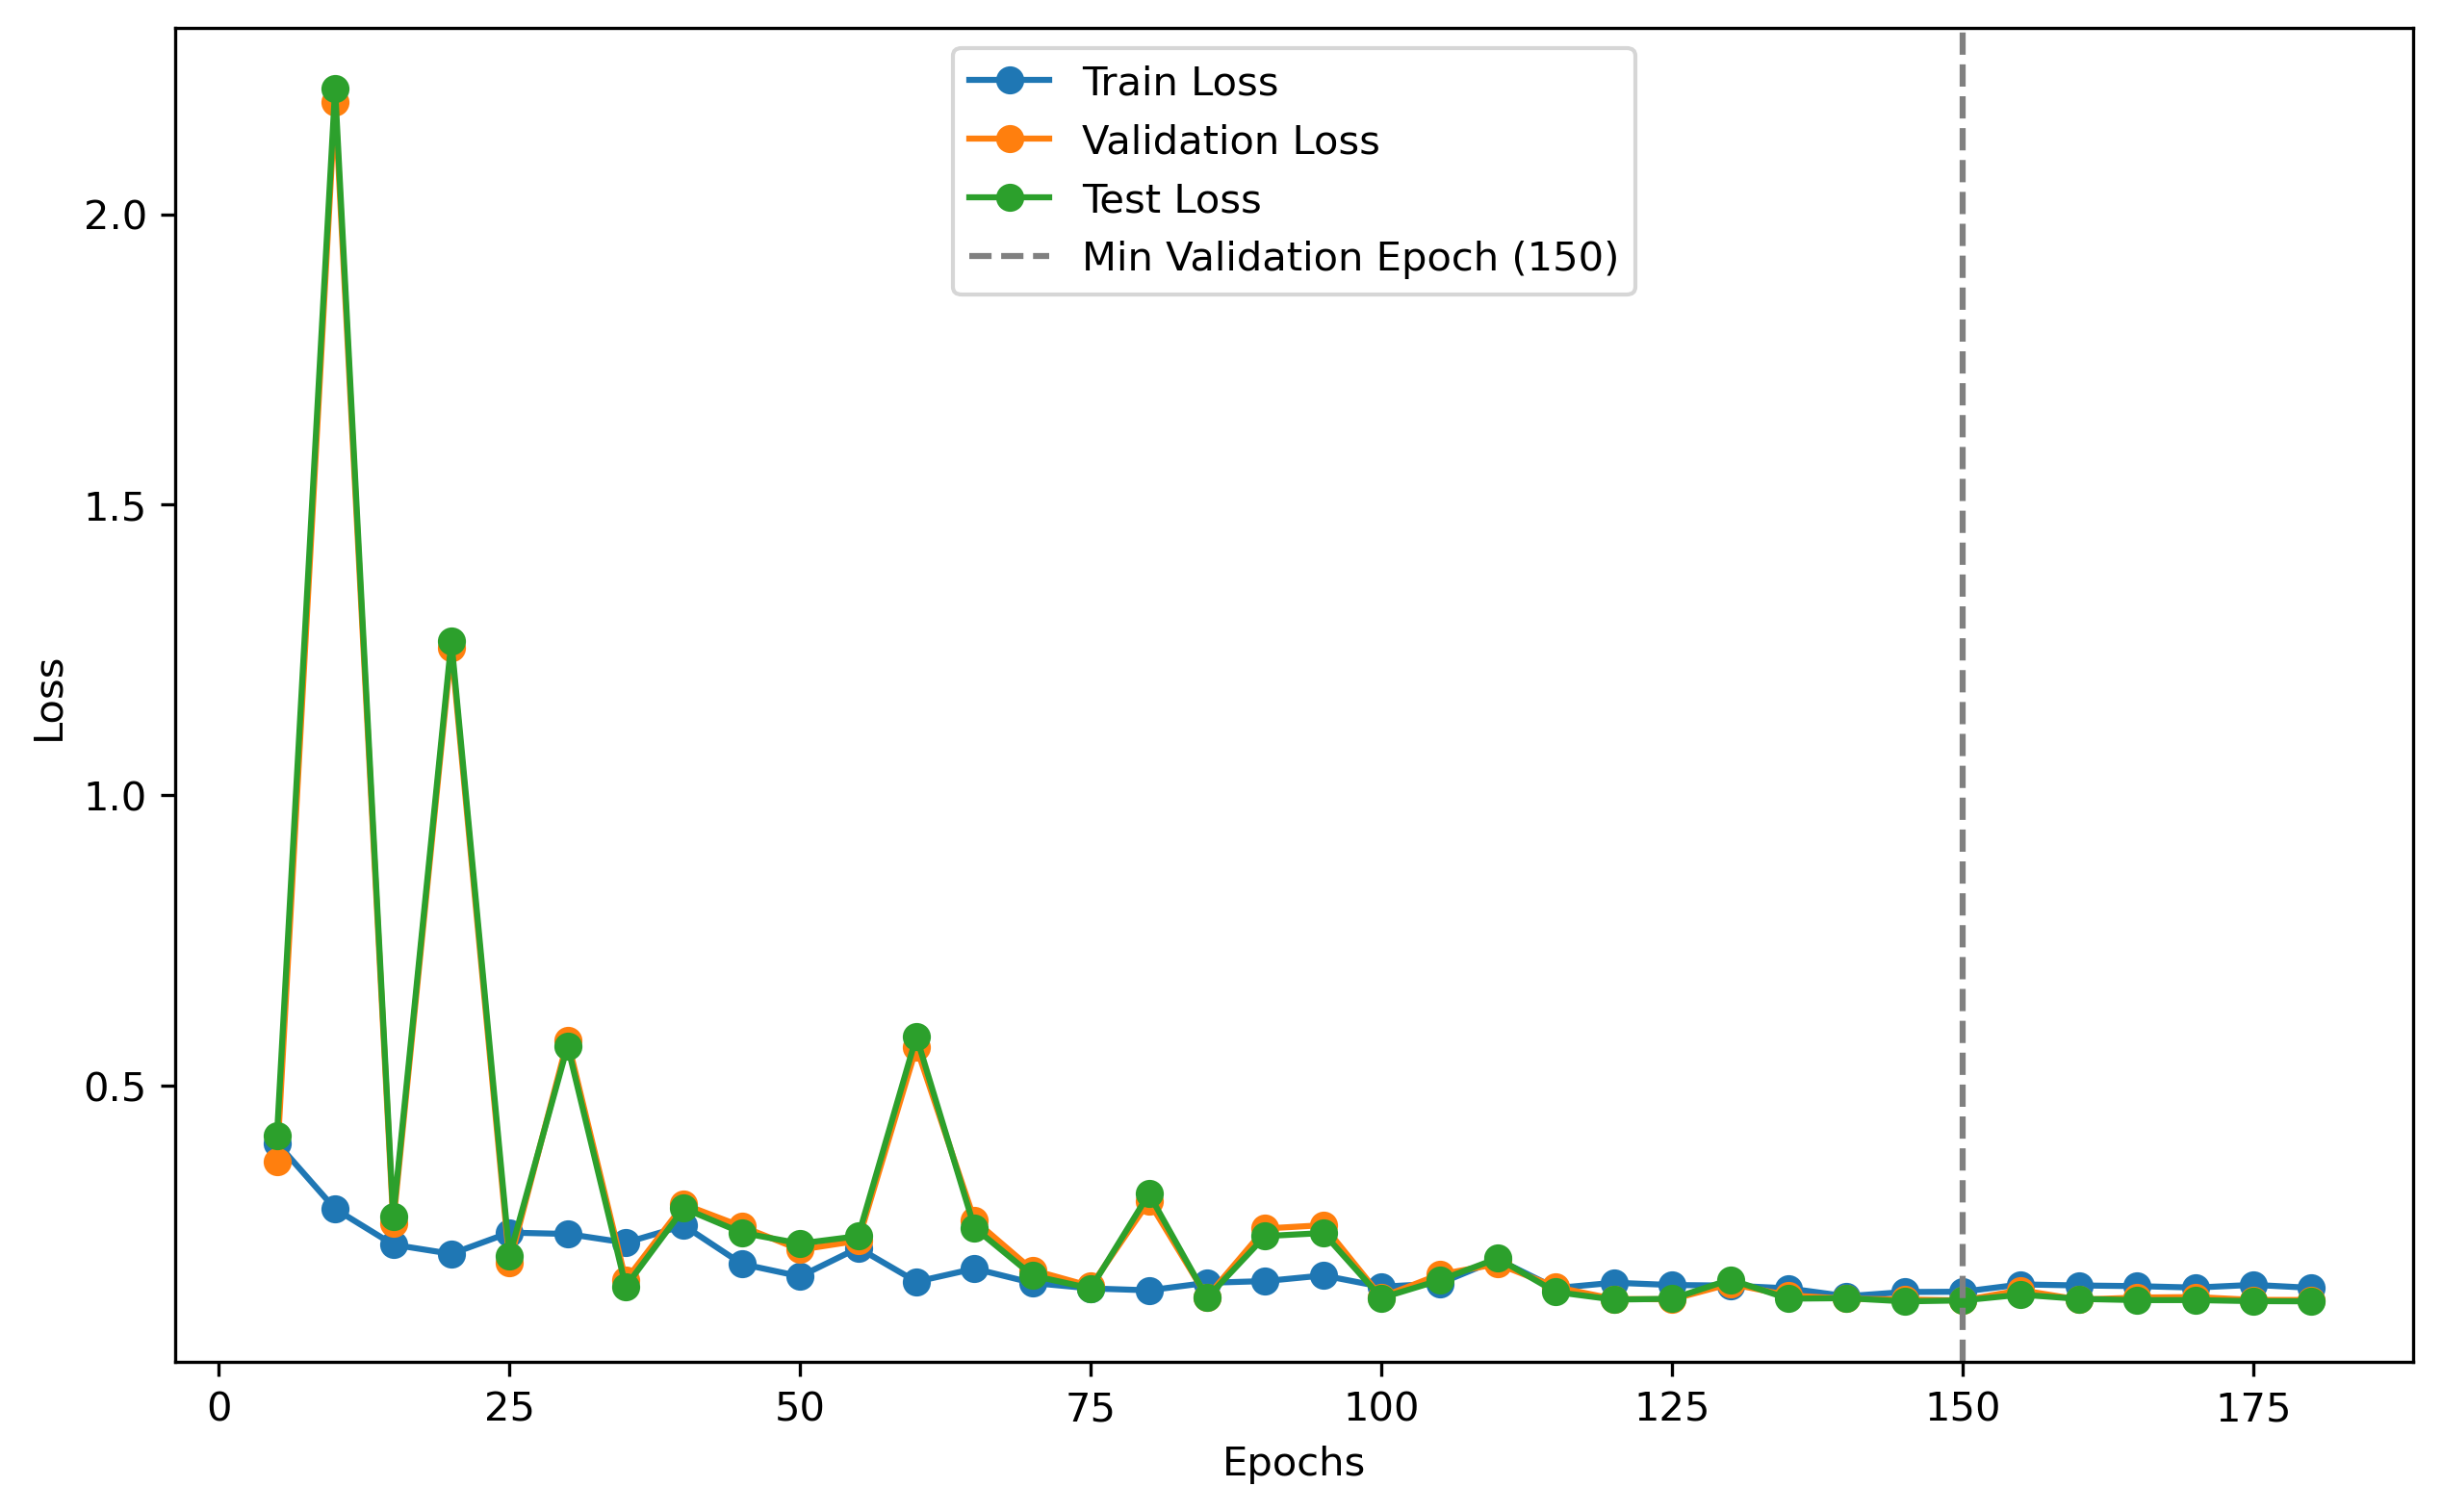 Train Loss
Validation Loss
Test Loss
Min Validation Epoch (150)
2.0
1.5
1.0
0.5
Loss
0 25 50 75 100 125 150 175
Epochs